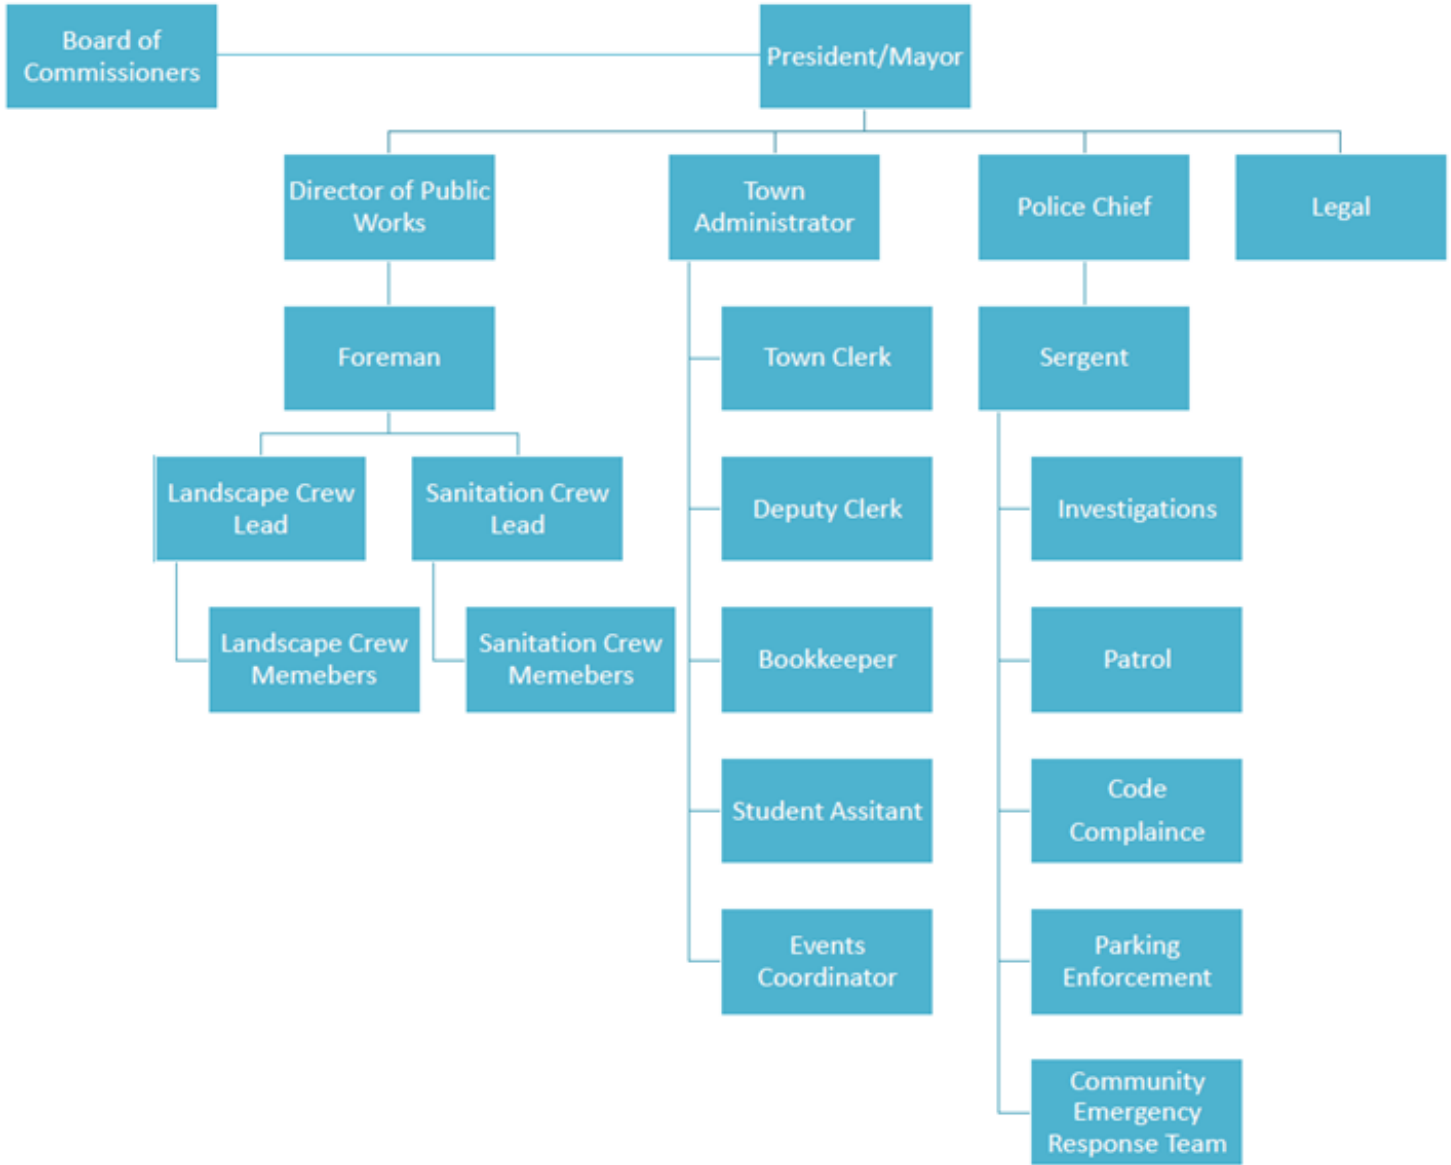 Board of
Commissioners
President/Mayor
Director of Public
Works
Town
Administrator
Police Chief
Legal
Foreman
Town Clerk
Sergent
Landscape Crew
Lead
Sanitation Crew
Lead
Deputy Clerk
Investigations
Landscape Crew
Memebers
Sanitation Crew
Memebers
Bookkeeper
Patrol
Student Assitant
Code
Complaince
Events
Coordinator
Parking
Enforcement
Community
Emergency
Response Team